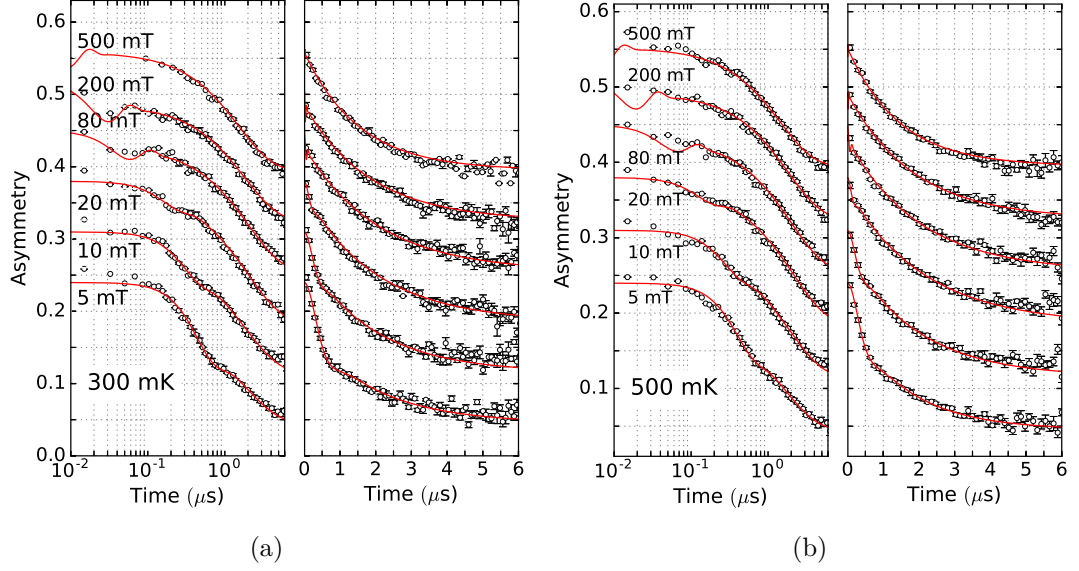 0.6
0.5
0.4
0.3
0.2
0.1
0.0
Asymmetry
500 mT
200 mT
80 mT
20 mT
10 mT
5 mT
300 mK
10⁻² 10⁻¹ 10⁰
Time (μs)
0 1 2 3 4 5 6
Time (μs)
(a)
0.6
0.5
0.4
0.3
0.2
0.1
Asymmetry
500 mT
200 mT
80 mT
20 mT
10 mT
5 mT
500 mK
10⁻² 10⁻¹ 10⁰
Time (μs)
0 1 2 3 4 5 6
Time (μs)
(b)